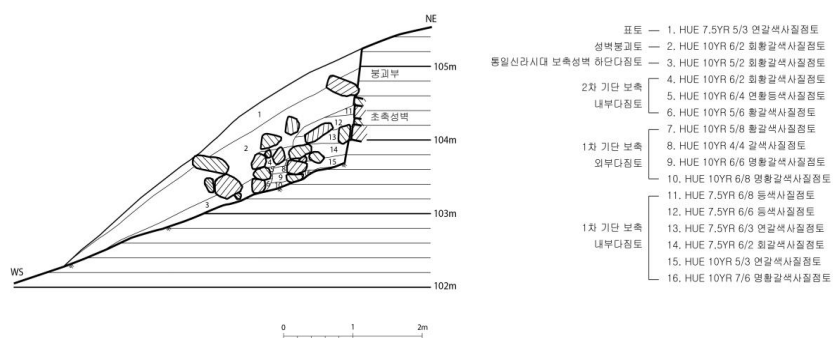 NE
105m
붕괴부
1
11
초축성벽
12
104m
13
2
14
15
8
9
10
3
103m
WS
102m
0 1 2m
표토 — 1. HUE 7.5YR 5/3 연갈색사질점토
성벽붕괴토 — 2. HUE 10YR 6/2 회황갈색사질점토
통일신라시대 보축성벽 하단다짐토 — 3. HUE 10YR 5/2 회황갈색사질점토
4. HUE 10YR 6/2 회황갈색사질점토
2차 기단 보축
내부다짐토
5. HUE 10YR 6/4 연황등색사질점토
6. HUE 10YR 5/6 황갈색사질점토
7. HUE 10YR 5/8 황갈색사질점토
1차 기단 보축
외부다짐토
8. HUE 10YR 4/4 갈색사질점토
9. HUE 10YR 6/6 명황갈색사질점토
10. HUE 10YR 6/8 명황갈색사질점토
11. HUE 7.5YR 6/8 등색사질점토
12. HUE 7.5YR 6/6 등색사질점토
1차 기단 보축
내부다짐토
13. HUE 7.5YR 6/3 연갈색사질점토
14. HUE 7.5YR 6/2 회갈색사질점토
15. HUE 10YR 5/3 연갈색사질점토
16. HUE 10YR 7/6 명황갈색사질점토